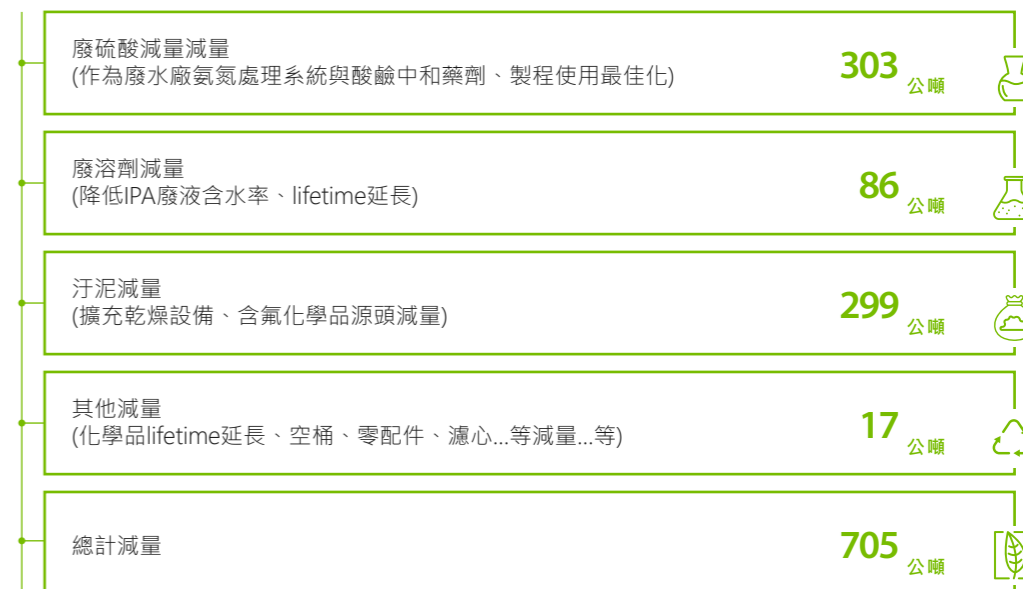 廢硫酸減量減量
(作為廢水廠氨氮處理系統與酸鹼中和藥劑、製程使用最佳化)
303 公噸
廢溶劑減量
(降低IPA廢液含水率、lifetime延長)
86 公噸
汙泥減量
(擴充乾燥設備、含氟化學品源頭減量)
299 公噸
其他減量
(化學品lifetime延長、空桶、零配件、濾心...等減量...等)
17 公噸
總計減量
705 公噸